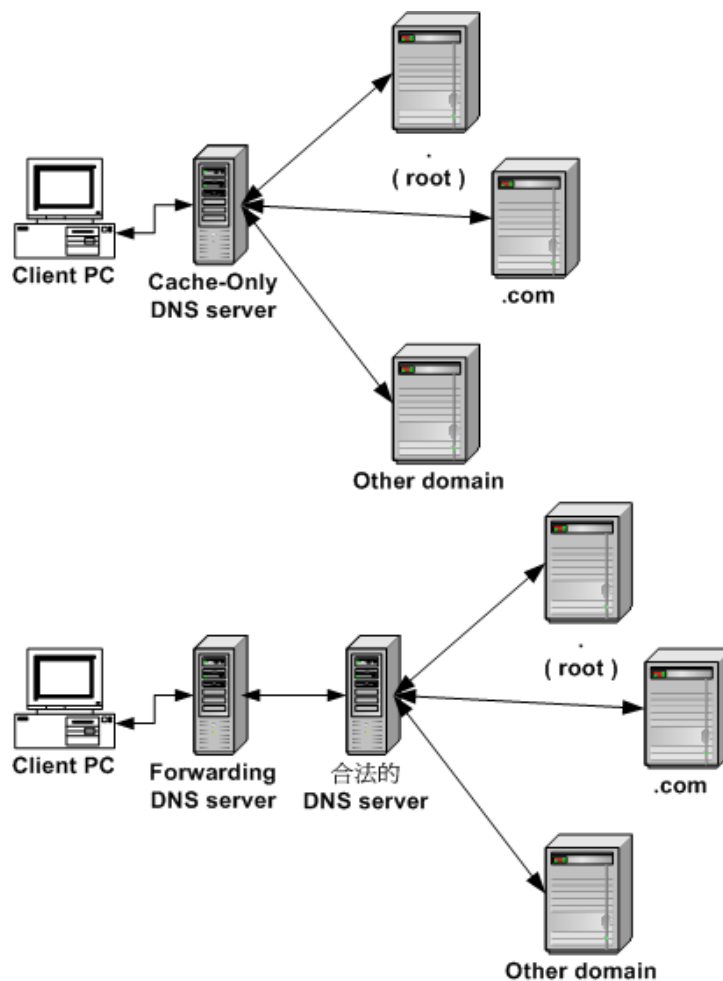 .
( root )
Client PC
Cache-Only
DNS server
.com
Other domain
.
( root )
Client PC
Forwarding
DNS server
合法的
DNS server
.com
Other domain